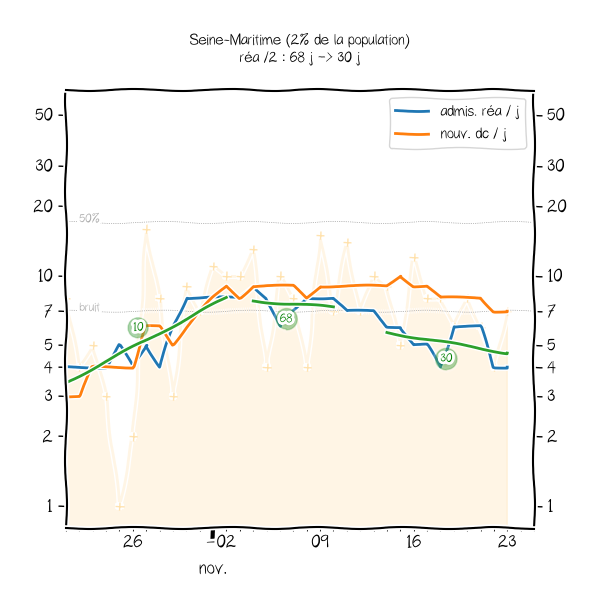 Seine-Maritime (2% de la population)
réa /2 : 68 j -> 30 j
admis. réa / j
nouv. dc / j
50 50
30 30
20 20
50%
10 10
bruit
7 7
10 68 30
5 5
4 4
3 3
2 2
1 1
26 02 09 16 23
nov.